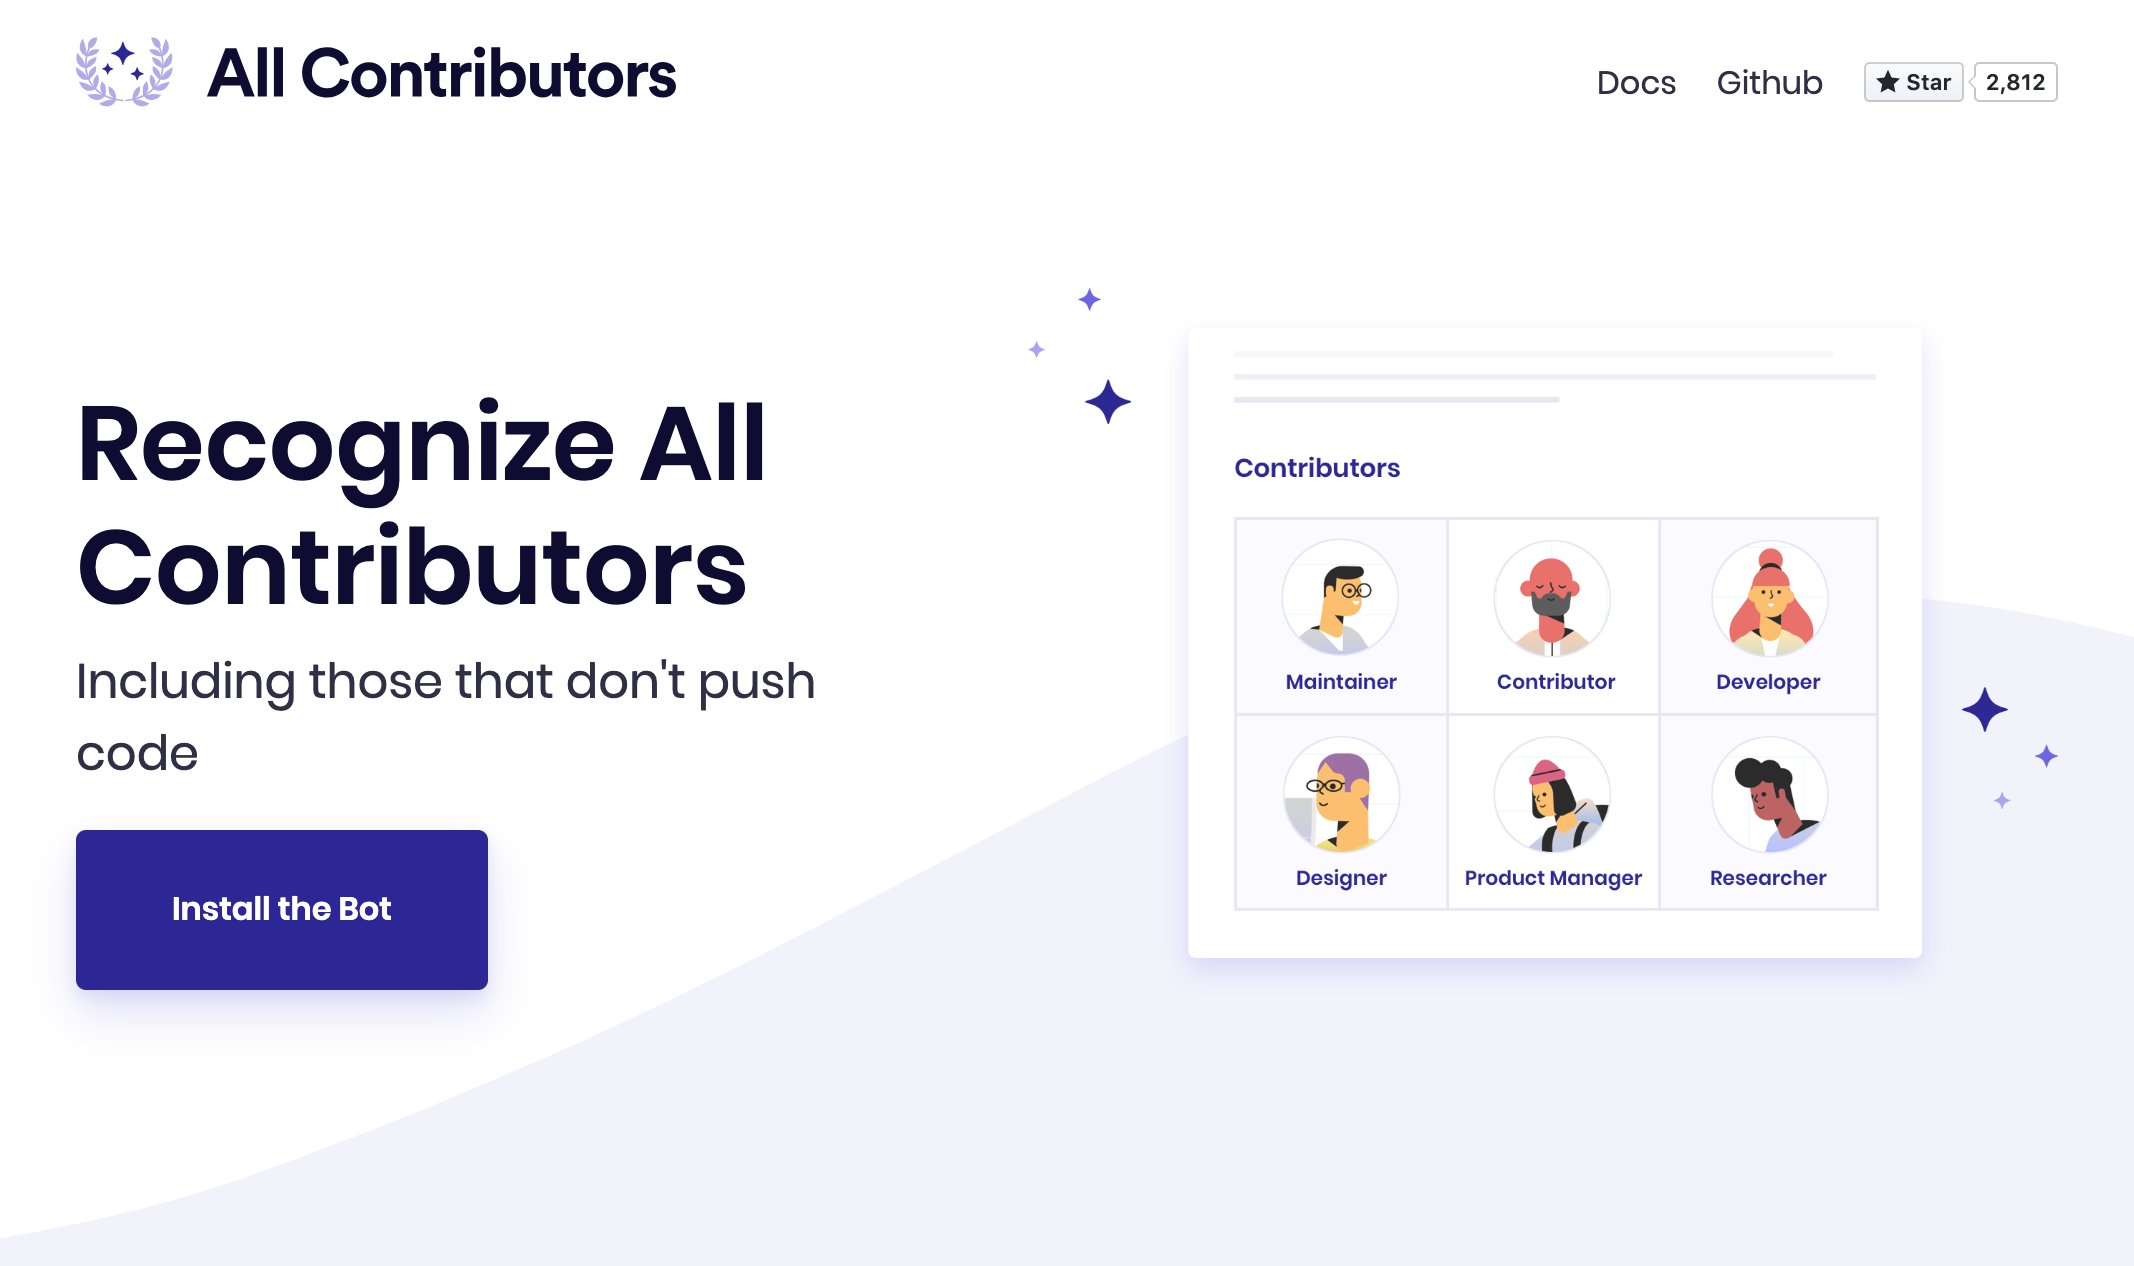 All Contributors
Docs
Github
Star
2,812
Recognize All
Contributors
Including those that don't push
code
Install the Bot
Contributors
Maintainer
Contributor
Developer
Designer
Product Manager
Researcher